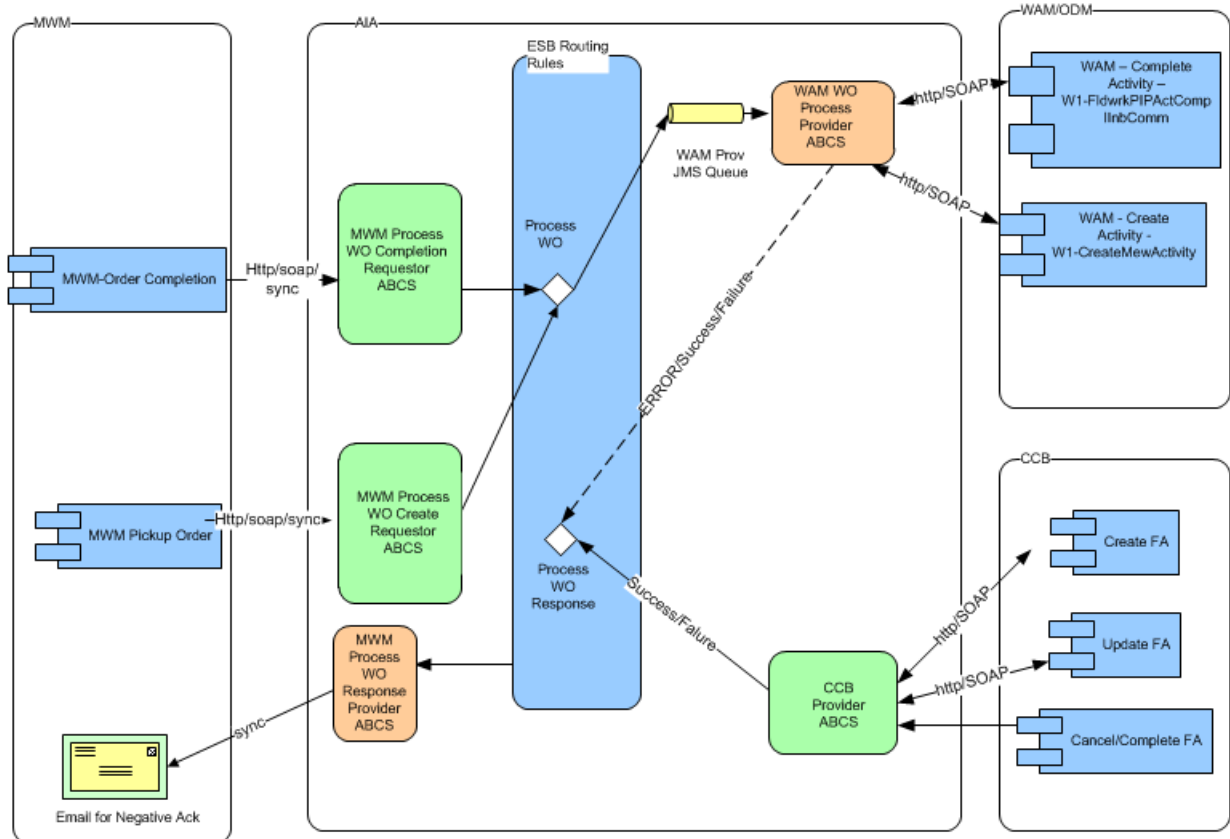 MWM
AIA
WAM/ODM
ESB Routing
Rules
WAM – Complete
Activity –
W1-FldwrkPIPActComp
lInbComm
WAM WO
Process
Provider
ABCS
http/SOAP
WAM Prov
JMS Queue
http/SOAP
WAM - Create
Activity -
W1-CreateMewActivity
MWM-Order Completion
Http/soap/
sync
MWM Process
WO Completion
Requestor
ABCS
Process
WO
ERROR/Success/Failure
CCB
MWM Pickup Order
Http/soap/sync
MWM Process
WO Create
Requestor
ABCS
Process
WO
Response
Success/Falure
http/SOAP
Create FA
http/SOAP
Update FA
MWM
Process
WO
Response
Provider
ABCS
CCB
Provider
ABCS
Cancel/Complete FA
sync
Email for Negative Ack